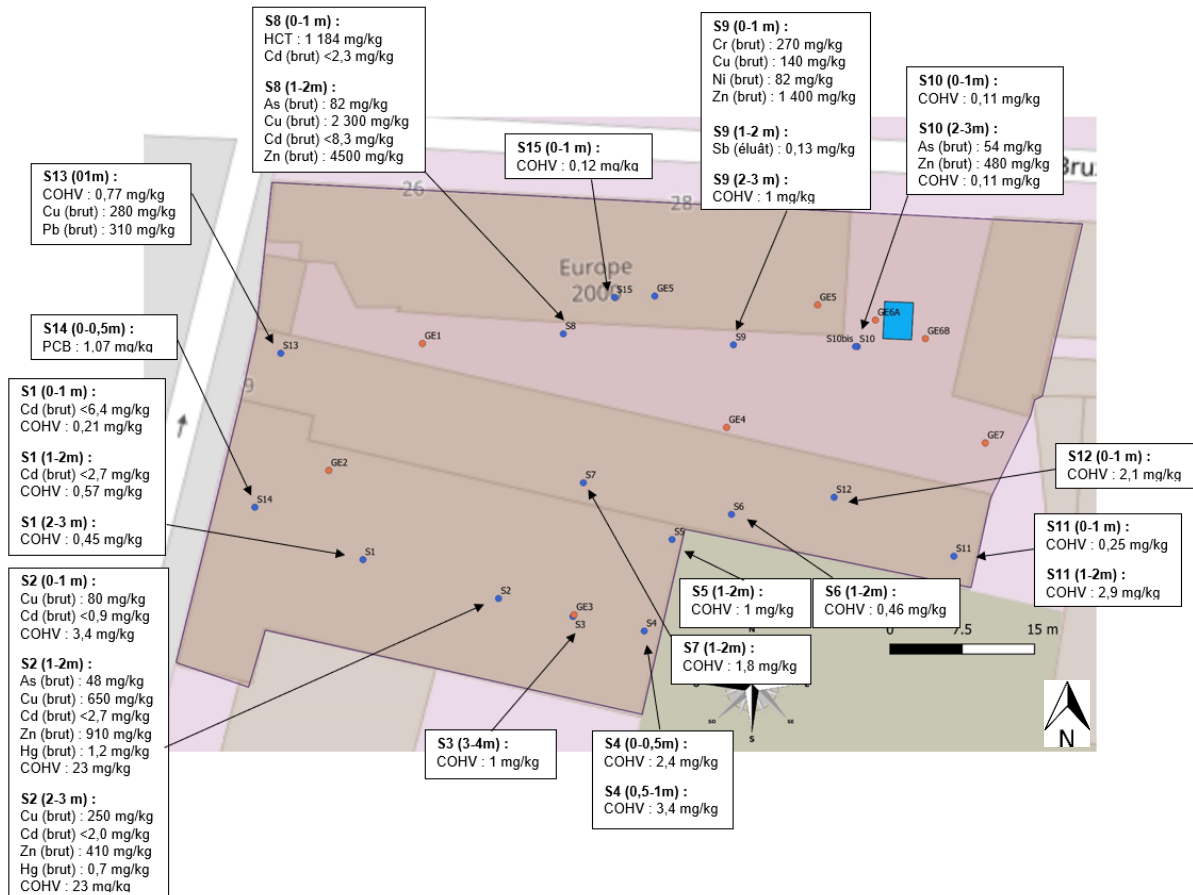 S8 (0-1 m) :
HCT : 1 184 mg/kg
Cd (brut) <2,3 mg/kg
S8 (1-2m) :
As (brut) : 82 mg/kg
Cu (brut) : 2 300 mg/kg
Cd (brut) <8,3 mg/kg
Zn (brut) : 4500 mg/kg
S9 (0-1 m) :
Cr (brut) : 270 mg/kg
Cu (brut) : 140 mg/kg
Ni (brut) : 82 mg/kg
Zn (brut) : 1 400 mg/kg
S9 (1-2 m) :
Sb (éluât) : 0,13 mg/kg
S9 (2-3 m) :
COHV : 1 mg/kg
S10 (0-1m) :
COHV : 0,11 mg/kg
S10 (2-3m) :
As (brut) : 54 mg/kg
Zn (brut) : 480 mg/kg
COHV : 0,11 mg/kg
S15 (0-1 m) :
COHV : 0,12 mg/kg
S13 (01m) :
COHV : 0,77 mg/kg
Cu (brut) : 280 mg/kg
Pb (brut) : 310 mg/kg
26
28
Brux
Europe
2000
S15
GE5
GE5
GE6A
GE6B
S8
S9
S10bis
S10
GE1
S13
S14 (0-0,5m) :
PCB : 1,07 mg/kg
9
GE4
GE7
GE2
S7
S12
S14
S6
S5
S11
S1
S2
GE3
S3
S4
S1 (0-1 m) :
Cd (brut) <6,4 mg/kg
COHV : 0,21 mg/kg
S1 (1-2m) :
Cd (brut) <2,7 mg/kg
COHV : 0,57 mg/kg
S1 (2-3 m) :
COHV : 0,45 mg/kg
S12 (0-1 m) :
COHV : 2,1 mg/kg
S11 (0-1 m) :
COHV : 0,25 mg/kg
S11 (1-2m) :
COHV : 2,9 mg/kg
S2 (0-1 m) :
Cu (brut) : 80 mg/kg
Cd (brut) <0,9 mg/kg
COHV : 3,4 mg/kg
S2 (1-2m) :
As (brut) : 48 mg/kg
Cu (brut) : 650 mg/kg
Cd (brut) <2,7 mg/kg
Zn (brut) : 910 mg/kg
Hg (brut) : 1,2 mg/kg
COHV : 23 mg/kg
S2 (2-3 m) :
Cu (brut) : 250 mg/kg
Cd (brut) <2,0 mg/kg
Zn (brut) : 410 mg/kg
Hg (brut) : 0,7 mg/kg
COHV : 23 mg/kg
S5 (1-2m) :
COHV : 1 mg/kg
S6 (1-2m) :
COHV : 0,46 mg/kg
S7 (1-2m) :
COHV : 1,8 mg/kg
0 7.5 15 m
N
SO
SE
S
N
S3 (3-4m) :
COHV : 1 mg/kg
S4 (0-0,5m) :
COHV : 2,4 mg/kg
S4 (0,5-1m) :
COHV : 3,4 mg/kg